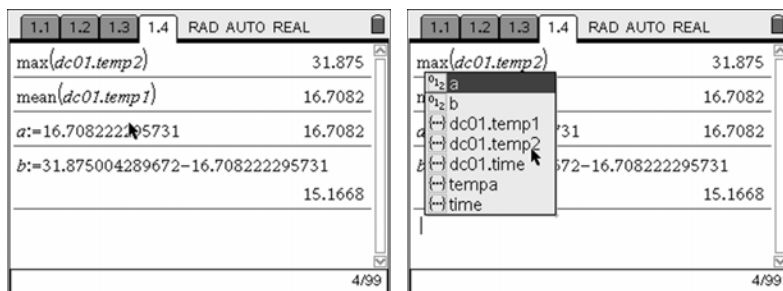 1.1 1.2 1.3 1.4 RAD AUTO REAL
max(dc01.temp2) 31.875
mean(dc01.temp1) 16.7082
a:=16.708222295731 16.7082
b:=31.875004289672−16.708222295731
15.1668
4/99
1.1 1.2 1.3 1.4 RAD AUTO REAL
max(dc01.temp2) 31.875
a
16.7082
b
dc01.temp1
731 16.7082
dc01.temp2
dc01.time
672−16.708222295731
tempa
15.1668
time
4/99